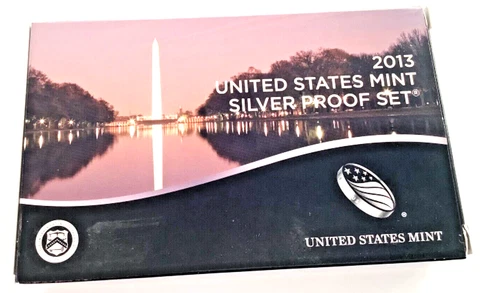 2013
UNITED STATES MINT
SILVER PROOF SET®
®
UNITED STATES MINT